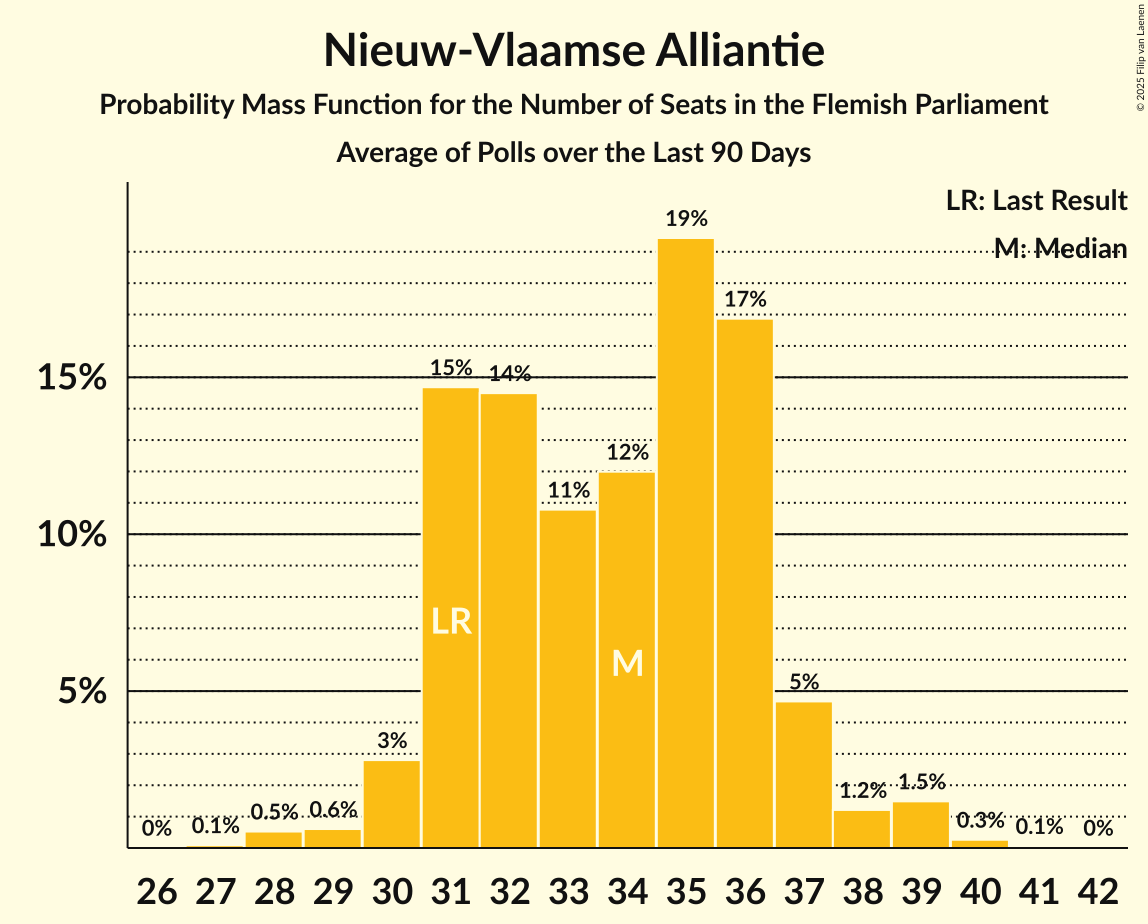 Nieuw-Vlaamse Alliantie
Probability Mass Function for the Number of Seats in the Flemish Parliament
Average of Polls over the Last 90 Days
© 2025 Filip van Laenen
LR: Last Result
M: Median
19%
17%
15%
15%
14%
12%
11%
10%
LR
M
5%
5%
3%
1.5%
1.2%
0.6%
0.5%
0.3%
0.1%
0.1%
0%
0%
26 27 28 29 30 31 32 33 34 35 36 37 38 39 40 41 42